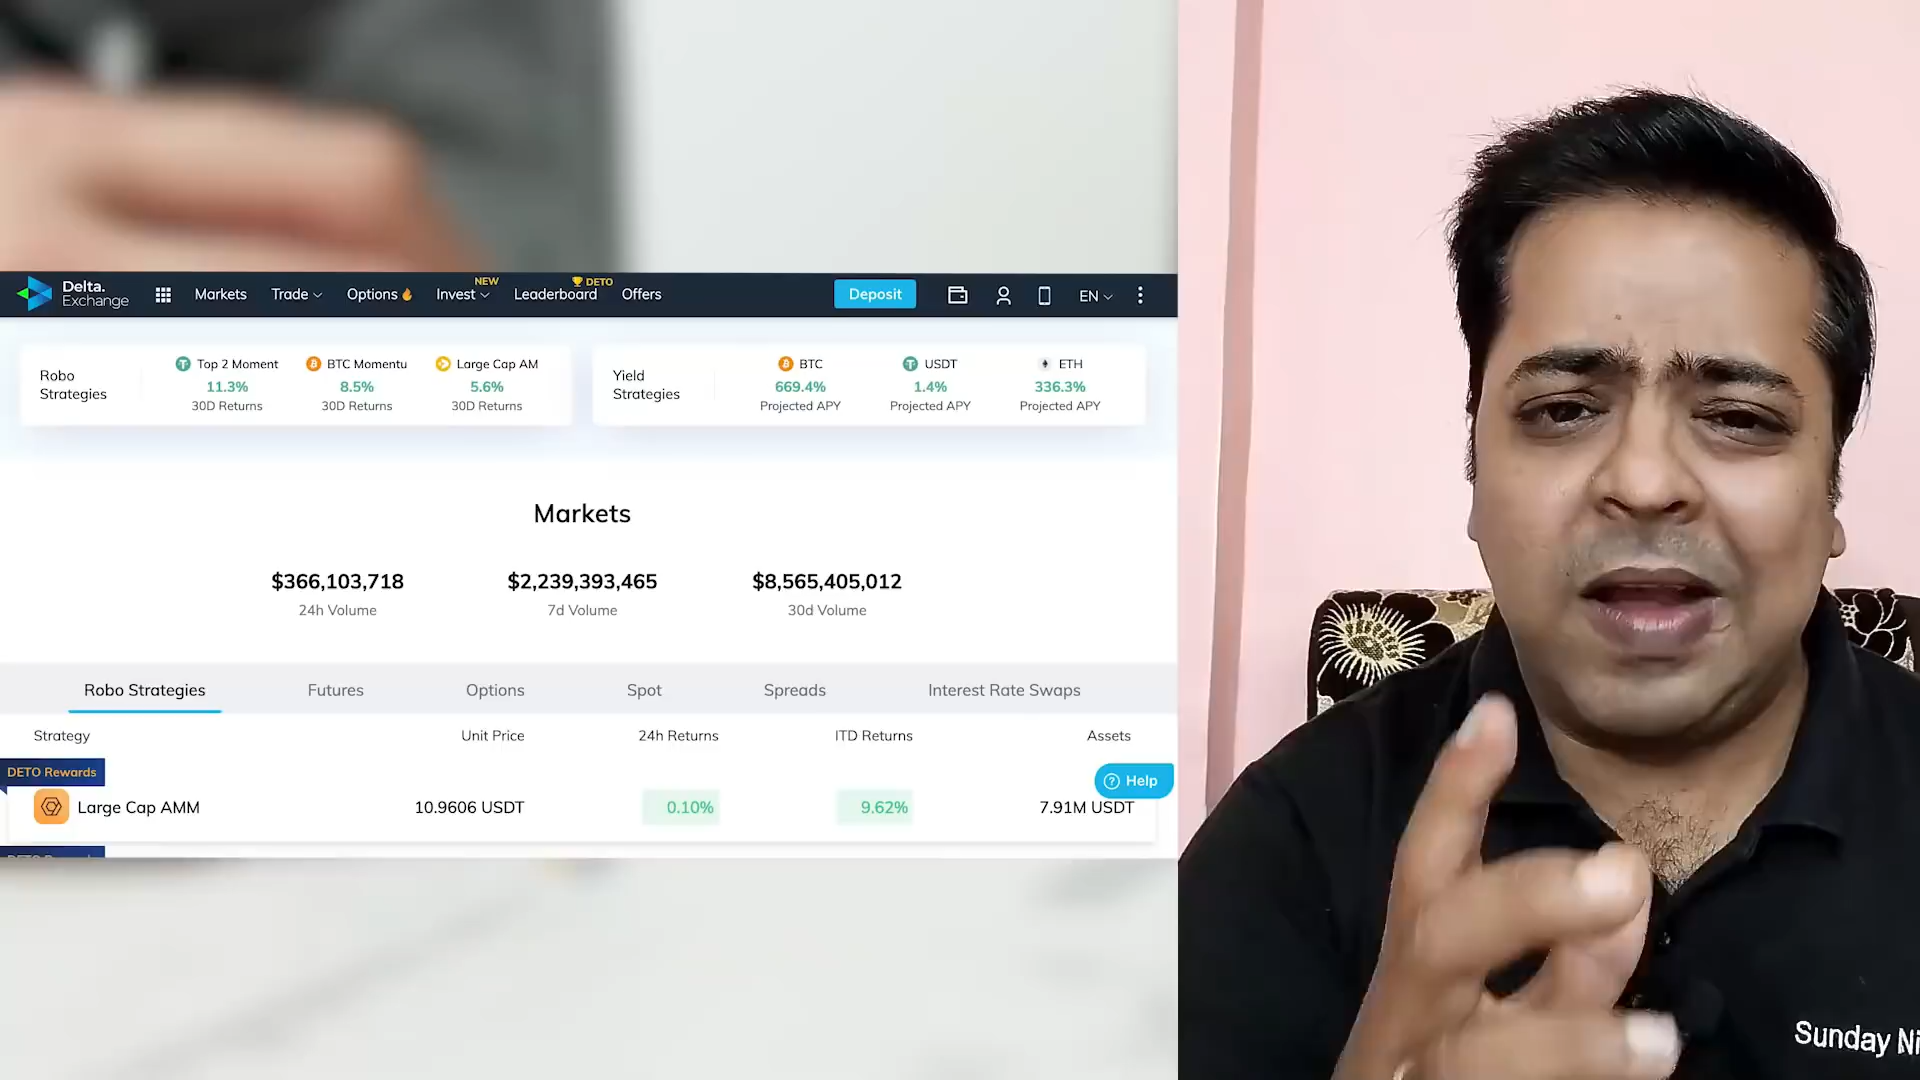 Delta.
Exchange
Markets
Trade
Options
Invest
NEW
Leaderboard
DETO
Offers
Deposit
EN
Robo
Strategies
Top 2 Moment
11.3%
30D Returns
BTC Momentu
8.5%
30D Returns
Large Cap AM
5.6%
30D Returns
Yield
Strategies
BTC
669.4%
Projected APY
USDT
1.4%
Projected APY
ETH
336.3%
Projected APY
Markets
$366,103,718
24h Volume
$2,239,393,465
7d Volume
$8,565,405,012
30d Volume
Robo Strategies Futures Options Spot Spreads Interest Rate Swaps
Strategy Unit Price 24h Returns ITD Returns Assets
DETO Rewards
Help
Large Cap AMM 10.9606 USDT 0.10% 9.62% 7.91M USDT
Sunday Ni